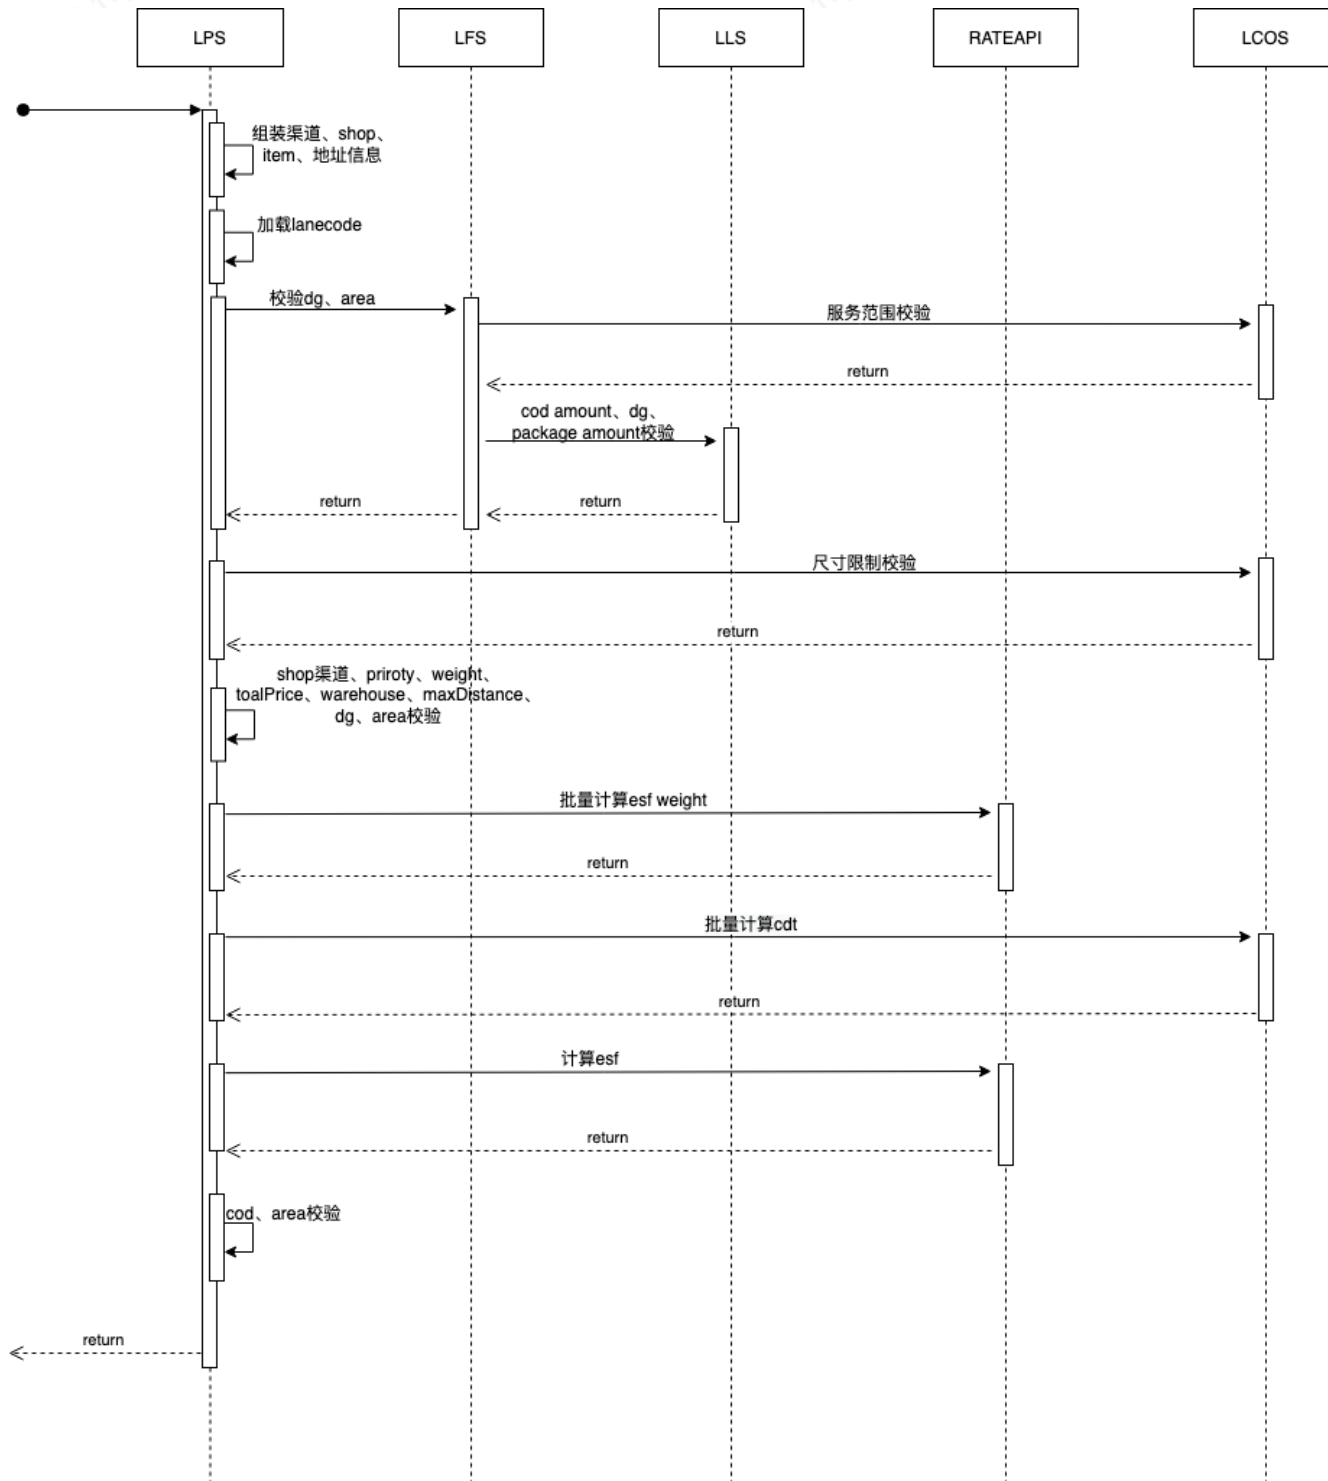 LPS
LFS
LLS
RATEAPI
LCOS
组装渠道、shop、
item、地址信息
加载lanecode
校验dg、area
服务范围校验
return
cod amount、dg、
package amount校验
return
return
尺寸限制校验
return
shop渠道、priroty、weight、
toalPrice、warehouse、maxDistance、
dg、area校验
批量计算esf weight
return
批量计算cdt
return
计算esf
return
cod、area校验
return